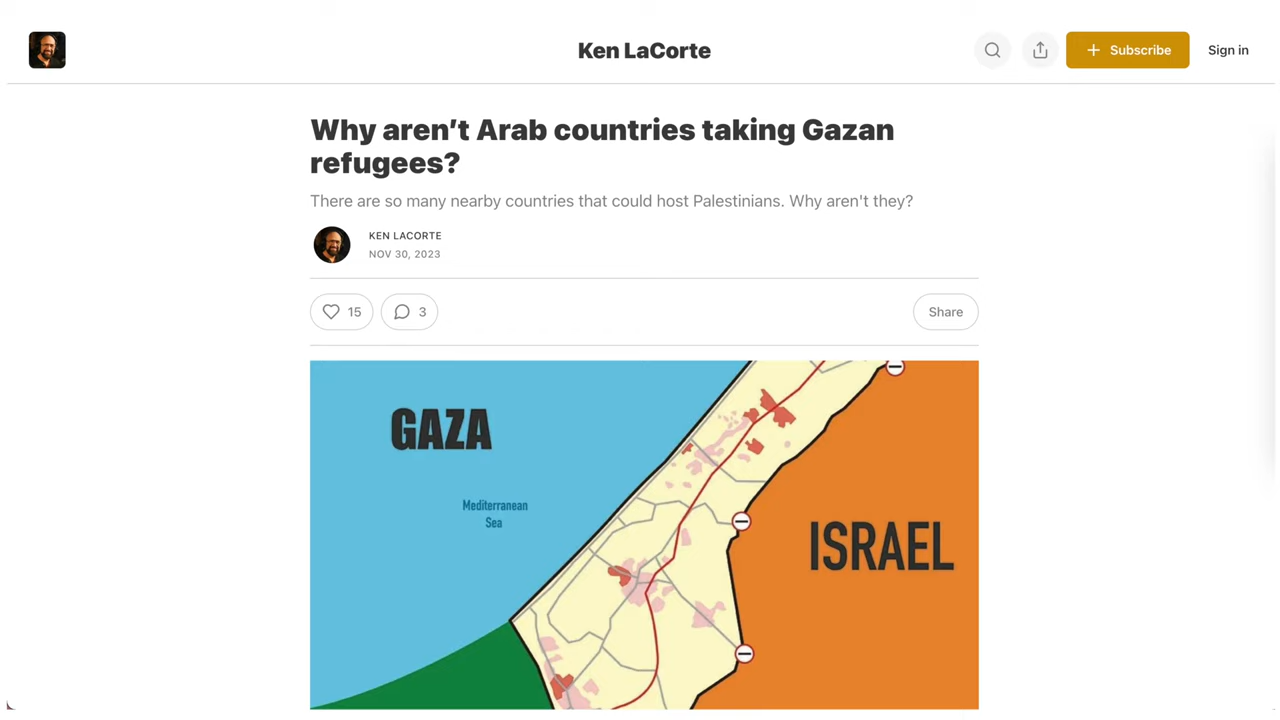 Ken LaCorte
Subscribe
Sign in
Why aren’t Arab countries taking Gazan
refugees?
There are so many nearby countries that could host Palestinians. Why aren't they?
KEN LACORTE
NOV 30, 2023
15
3
Share
GAZA
Mediterranean
Sea
ISRAEL